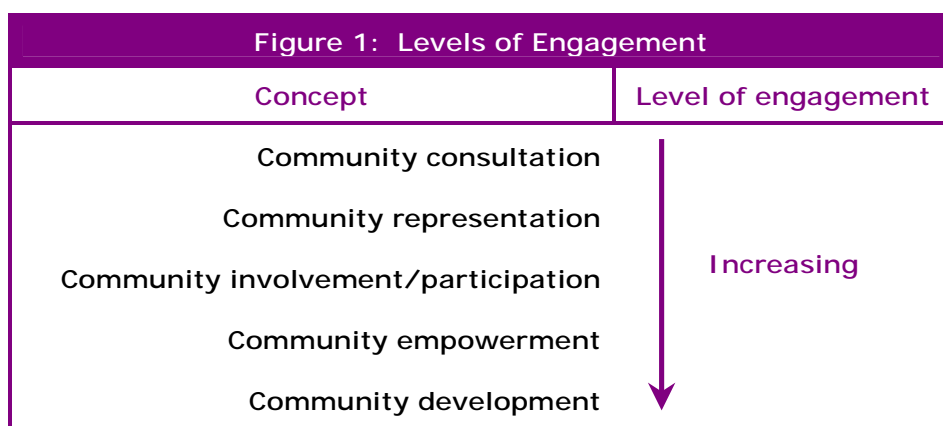 Figure 1: Levels of Engagement
Concept
Level of engagement
Community consultation
Community representation
Community involvement/participation
Community empowerment
Community development
Increasing